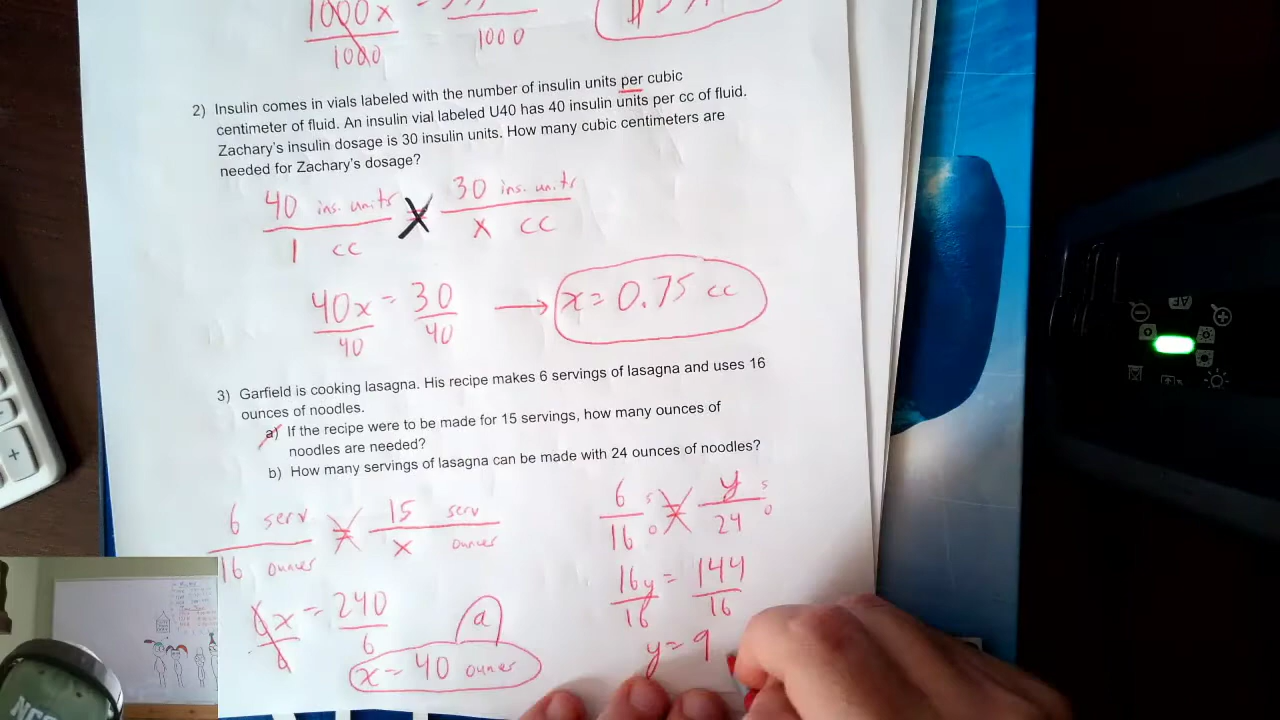 1000x
1000
1000
2) Insulin comes in vials labeled with the number of insulin units per cubic
centimeter of fluid. An insulin vial labeled U40 has 40 insulin units per cc of fluid.
Zachary's insulin dosage is 30 insulin units. How many cubic centimeters are
needed for Zachary's dosage?
40 ins. units = 30 ins. units
1 cc x cc
40x = 30 → x = 0.75 cc
40 40
3) Garfield is cooking lasagna. His recipe makes 6 servings of lasagna and uses 16
ounces of noodles.
a) If the recipe were to be made for 15 servings, how many ounces of
noodles are needed?
b) How many servings of lasagna can be made with 24 ounces of noodles?
6 serv = 15 serv
16 ounces x ounces
6x = 240
6 6
a
x = 40 ounces
6 s = y s
16 o 24 o
16y = 144
16 16
y = 9
AF
+